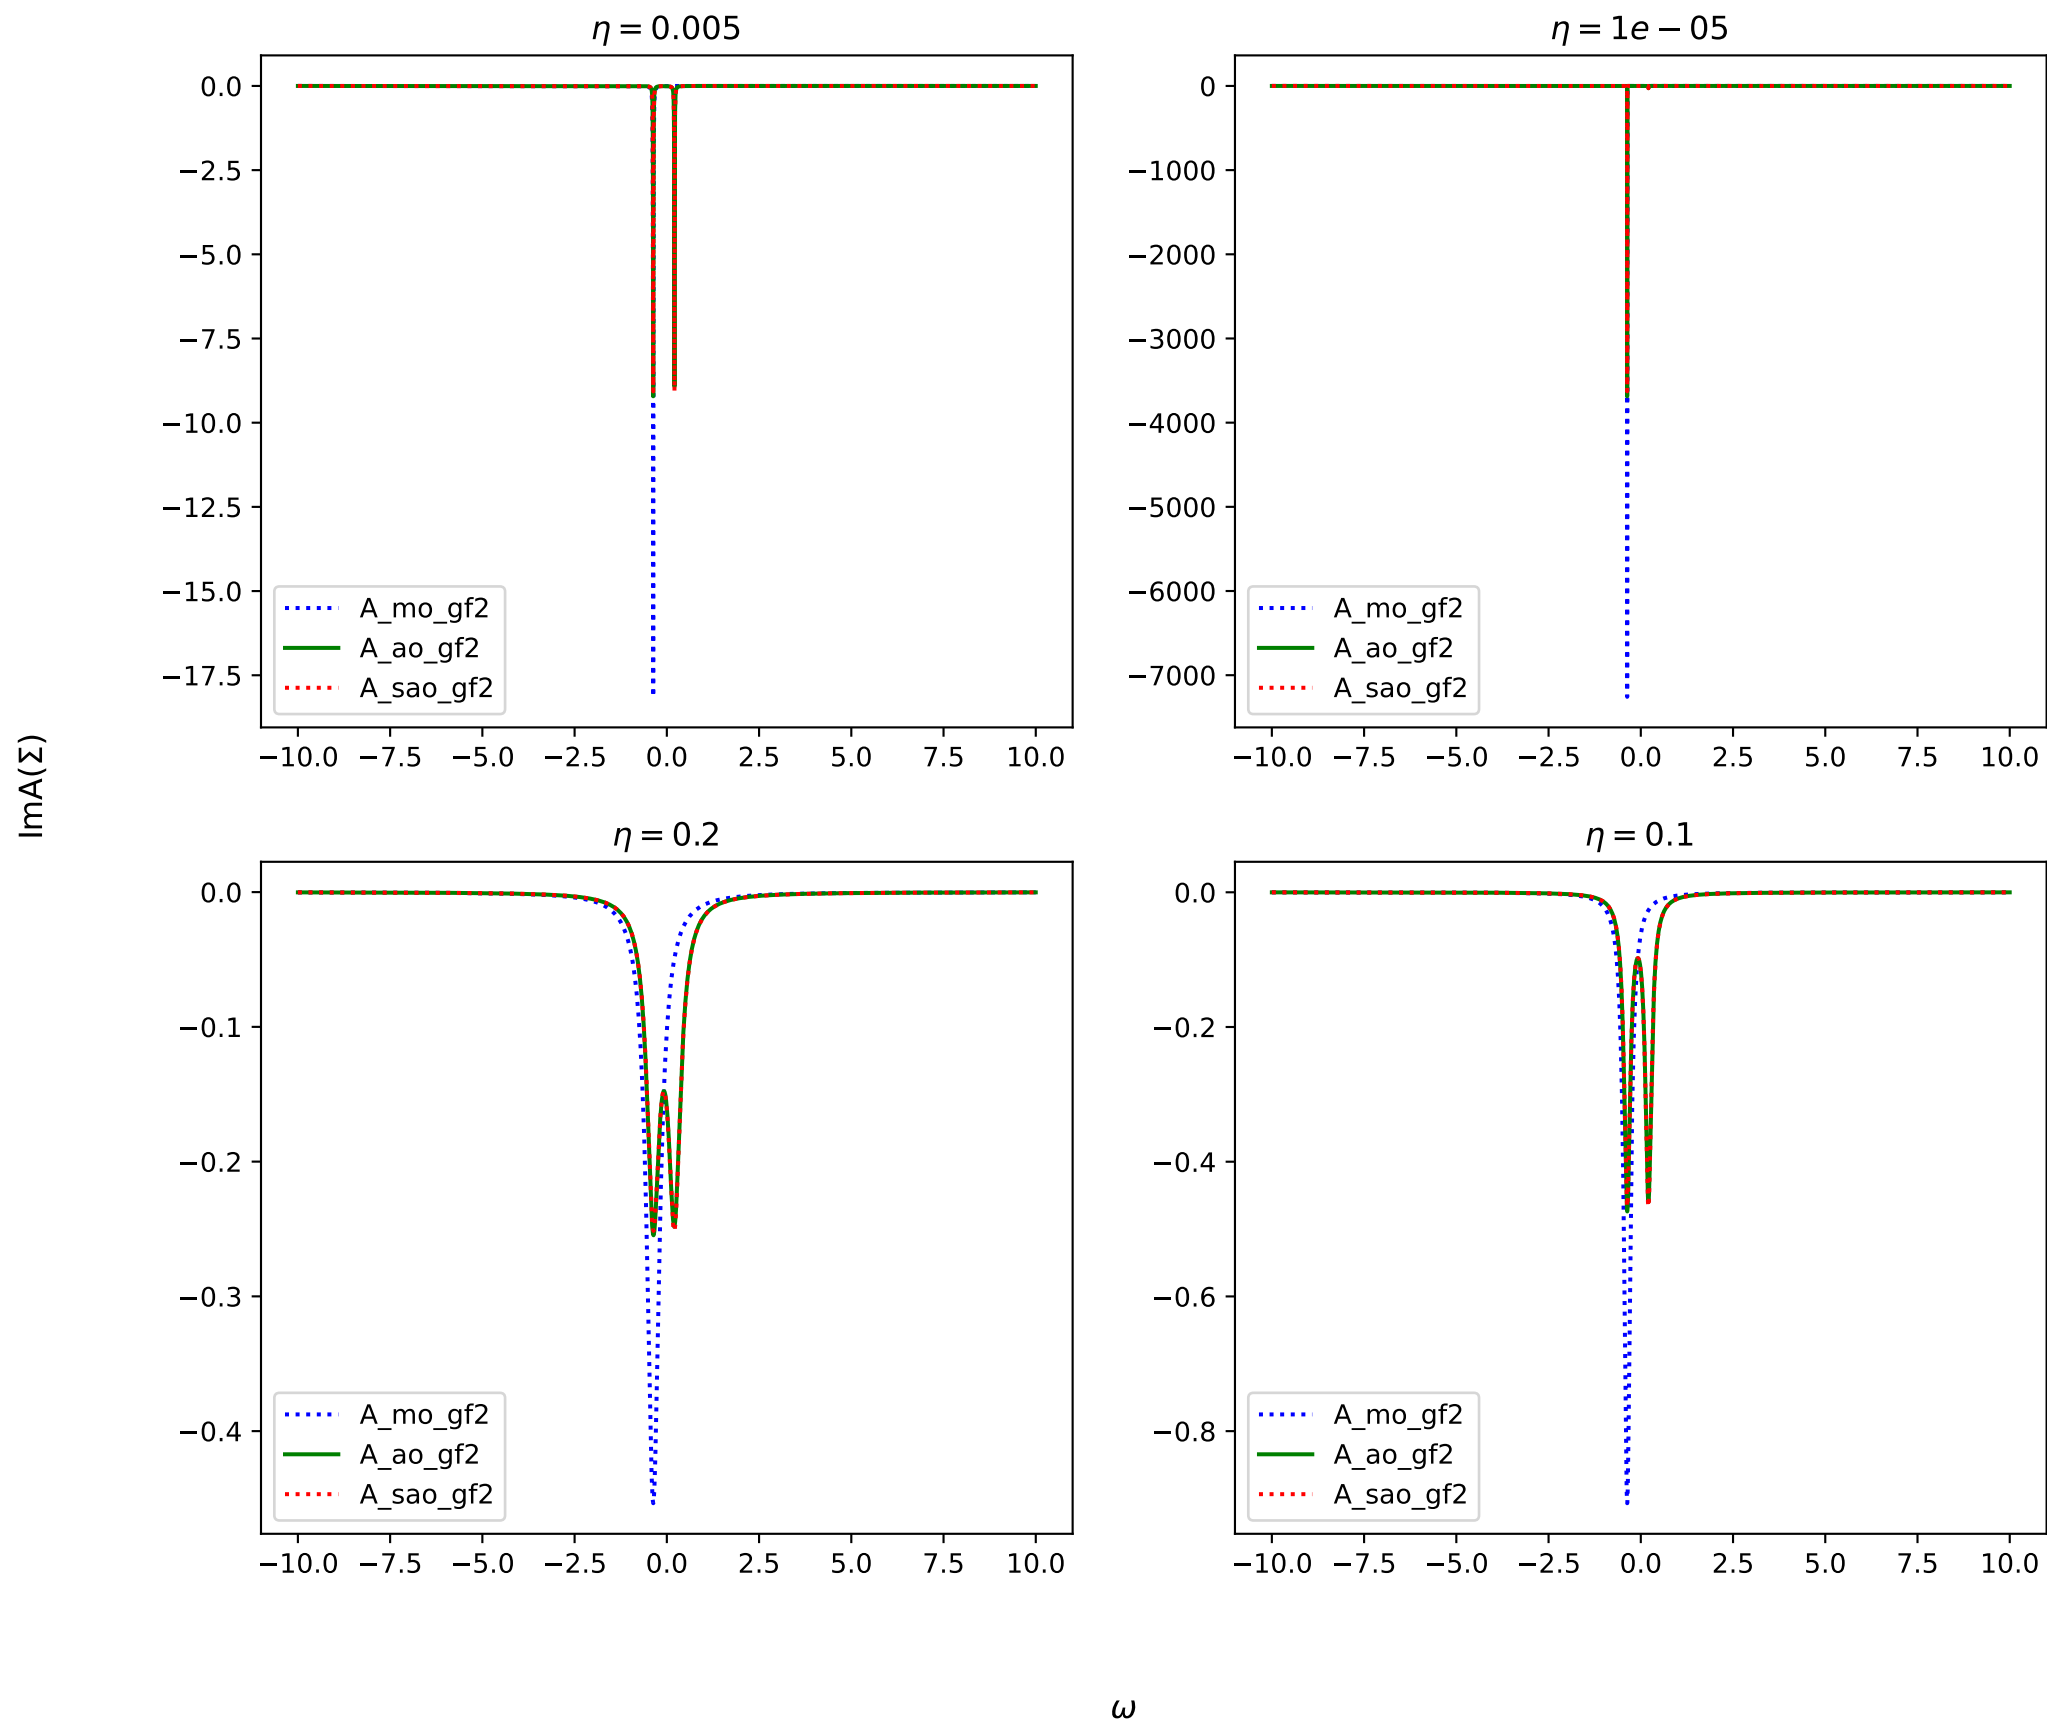 η = 0.005
0.0
−2.5
−5.0
−7.5
−10.0
−12.5
−15.0
−17.5
A_mo_gf2
A_ao_gf2
A_sao_gf2
−10.0 −7.5 −5.0 −2.5 0.0 2.5 5.0 7.5 10.0
η = 1e − 05
0
−1000
−2000
−3000
−4000
−5000
−6000
−7000
A_mo_gf2
A_ao_gf2
A_sao_gf2
−10.0 −7.5 −5.0 −2.5 0.0 2.5 5.0 7.5 10.0
ImA(Σ)
η = 0.2
0.0
−0.1
−0.2
−0.3
−0.4
A_mo_gf2
A_ao_gf2
A_sao_gf2
−10.0 −7.5 −5.0 −2.5 0.0 2.5 5.0 7.5 10.0
η = 0.1
0.0
−0.2
−0.4
−0.6
−0.8
A_mo_gf2
A_ao_gf2
A_sao_gf2
−10.0 −7.5 −5.0 −2.5 0.0 2.5 5.0 7.5 10.0
ω